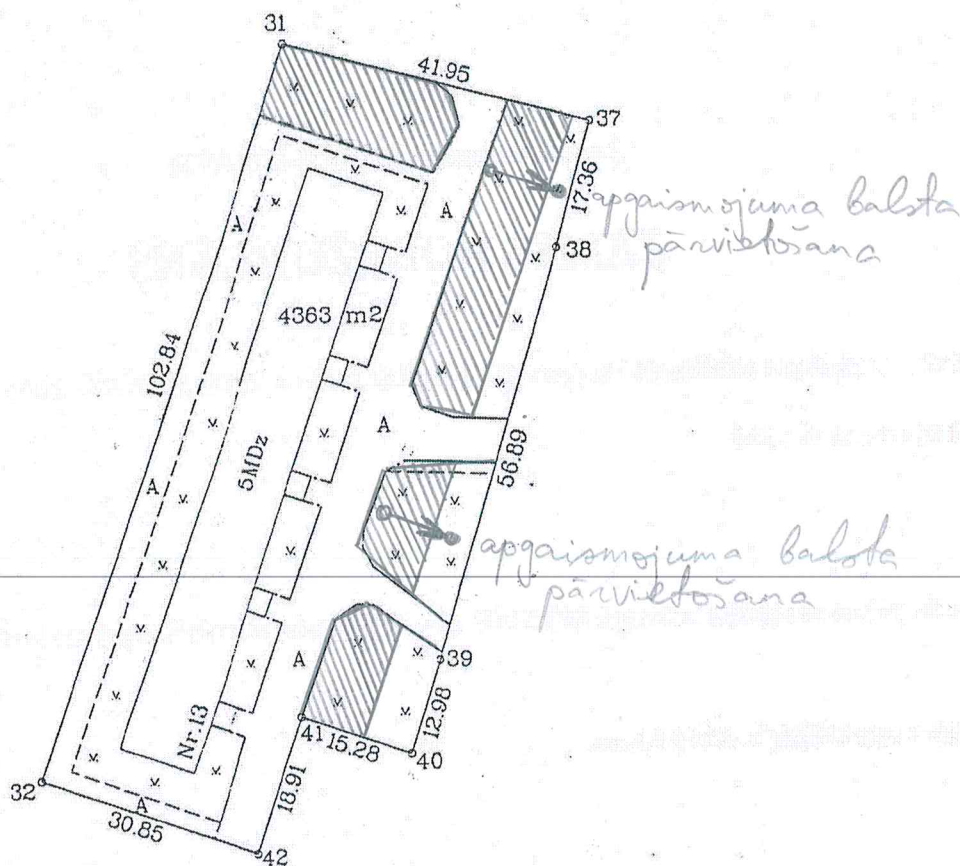 31
41.95
37
17.36
apgaismojuma balsta
pārvietošana
38
A
A
4363 m2
102.84
A
56.89
5MDz
A
apgaismojuma balsta
pārvietošana
39
A
12.98
Nr.13
41
15.28
40
18.91
32
A
30.85
42